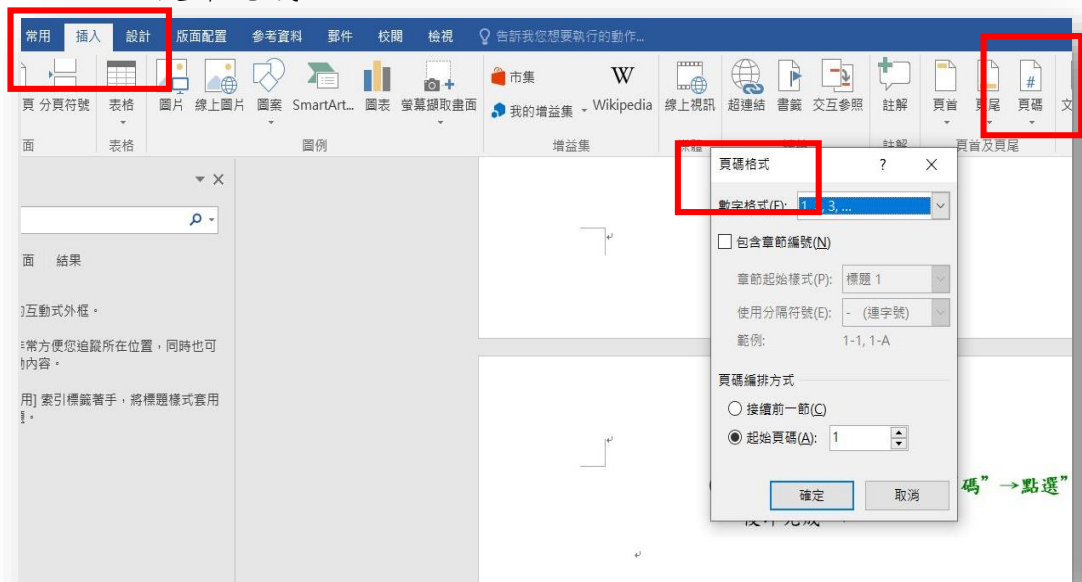 常用 插入 設計 版面配置 參考資料 郵件 校閱 檢視 告訴我您想要執行的動作...
頁 分頁符號 表格 圖片 線上圖片 圖案 SmartArt... 圖表 螢幕擷取畫面 市集 我的增益集 W Wikipedia 線上視訊 超連結 書籤 交互參照 註解 頁首 頁尾 # 頁碼 文
面 表格 圖例 增益集 媒體 註解 頁首及頁尾
頁碼格式 ? X
數字格式(F): 1, 2, 3, ...
面 結果
包含章節編號(N)
章節起始樣式(P): 標題 1
的互動式外框。
使用分隔符號(E): - (連字號)
非常方便您追蹤所在位置，同時也可
範例: 1-1, 1-A
動內容。
頁碼編排方式
用] 索引標籤著手，將標題樣式套用
題。
接續前一節(C)
起始頁碼(A): 1
確定 取消
碼” →點選”